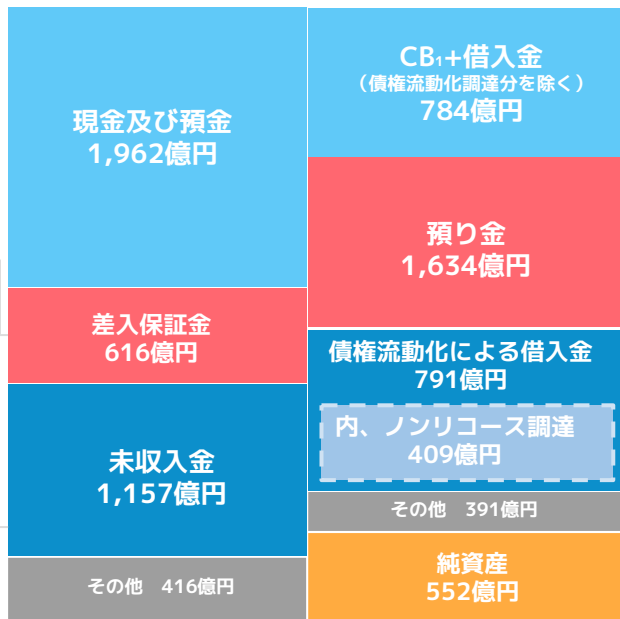 現金及び預金
1,962億円
差入保証金
616億円
未収入金
1,157億円
その他 416億円
CB1+借入金
（債権流動化調達分を除く）
784億円
預り金
1,634億円
債権流動化による借入金
791億円
内、ノンリコース調達
409億円
その他 391億円
純資産
552億円